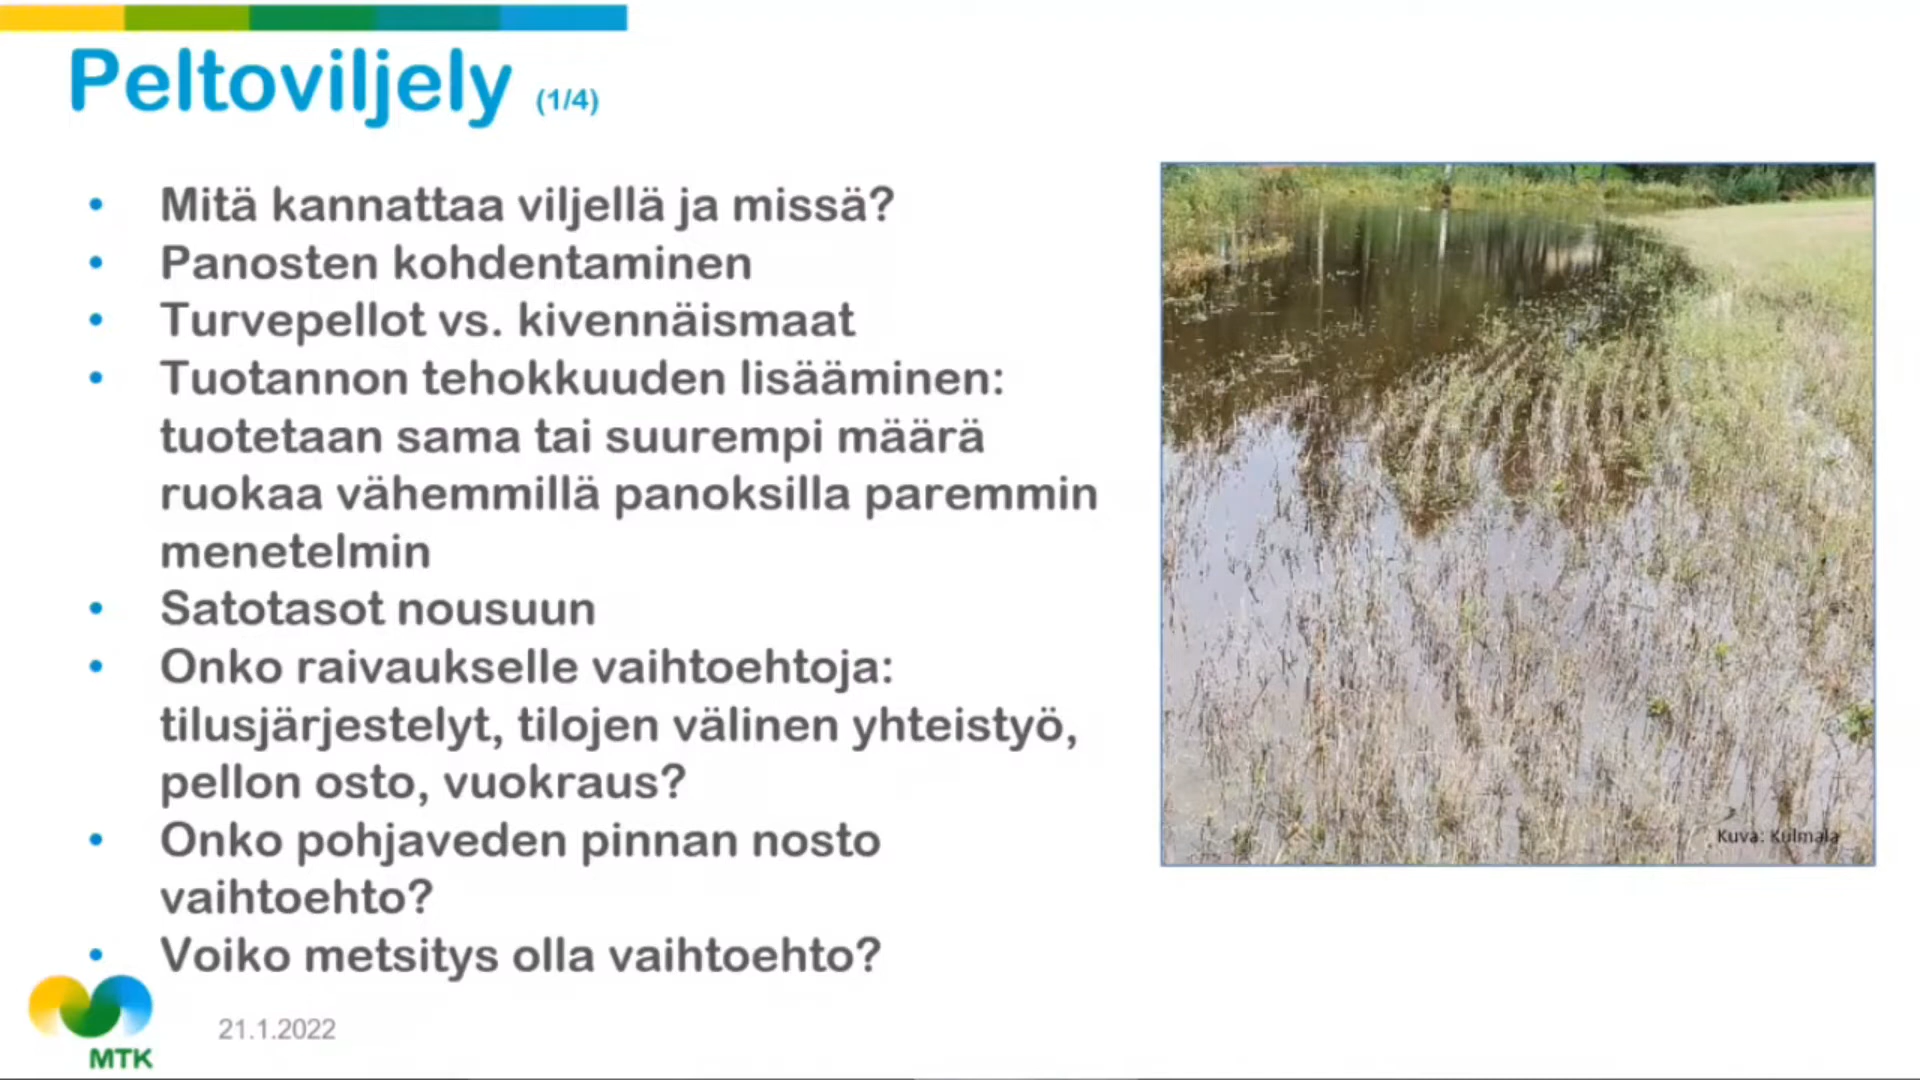 Peltoviljely (1/4)
• Mitä kannattaa viljellä ja missä?
• Panosten kohdentaminen
• Turvepellot vs. kivennäismaat
• Tuotannon tehokkuuden lisääminen:
tuotetaan sama tai suurempi määrä
ruokaa vähemmillä panoksilla paremmin
menetelmin
• Satotasot nousuun
• Onko raivaukselle vaihtoehtoja:
tilusjärjestelyt, tilojen välinen yhteistyö,
pellon osto, vuokraus?
• Onko pohjaveden pinnan nosto
vaihtoehto?
• Voiko metsitys olla vaihtoehto?
Kuva: Kulmala
21.1.2022
MTK